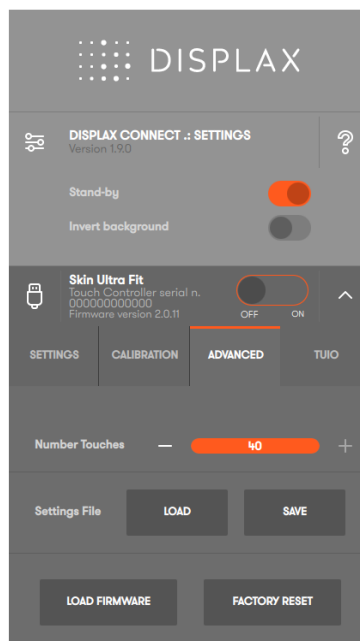 DISPLAX
DISPLAX CONNECT .: SETTINGS
Version 1.9.0
Stand-by
Invert background
Skin Ultra Fit
Touch Controller serial n.
000000000000
Firmware version 2.0.11
OFF ON
SETTINGS CALIBRATION ADVANCED TUIO
Number Touches — 40 +
Settings File LOAD SAVE
LOAD FIRMWARE FACTORY RESET